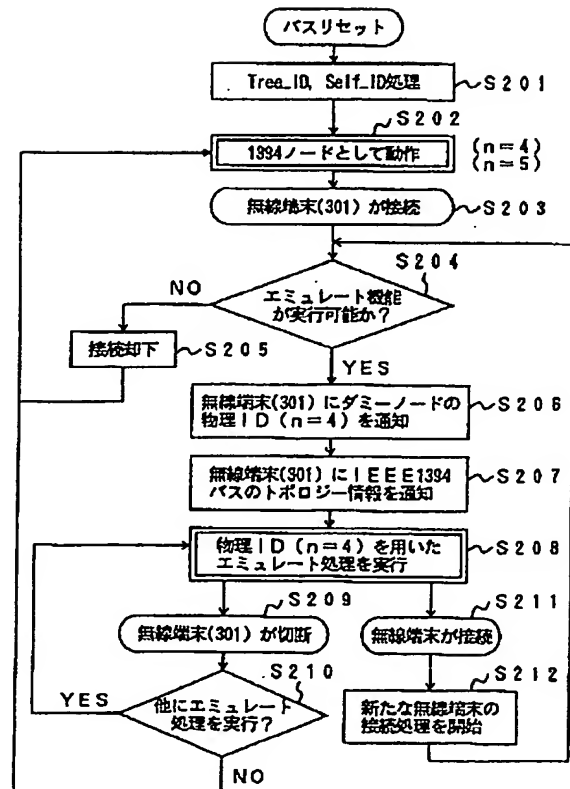 バスリセット
Tree_ID, Self_ID処理
S201
S202
1394ノードとして動作
(n=4)
(n=5)
無線端末(301)が接続
S203
S204
エミュレート機能
が実行可能か?
NO
接続却下
S205
YES
無線端末(301)にダミーノードの
物理ID(n=4)を通知
S206
無線端末(301)にIEEE1394
バスのトポロジー情報を通知
S207
物理ID(n=4)を用いた
エミュレート処理を実行
S208
S209
無線端末(301)が切断
S211
無線端末が接続
S210
YES
他にエミュレート
処理を実行?
NO
S212
新たな無線端末の
接続処理を開始